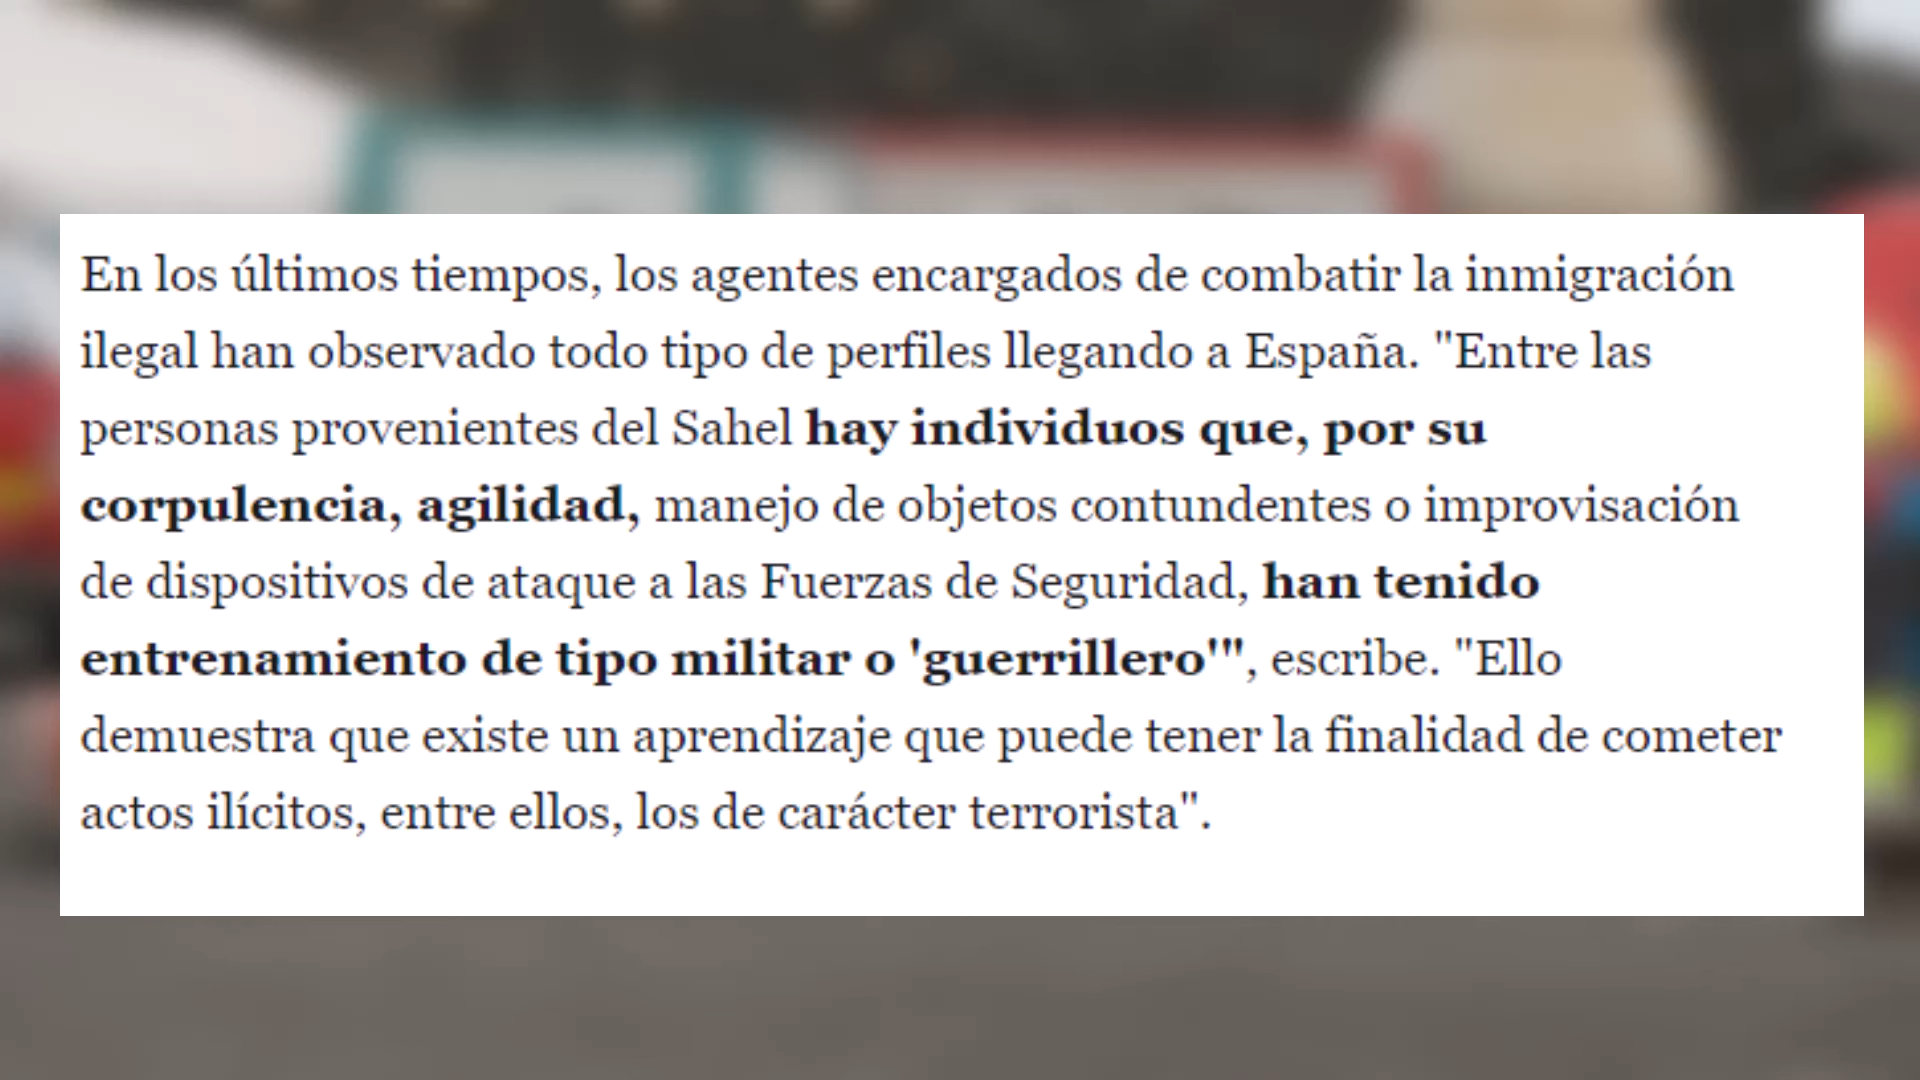 En los últimos tiempos, los agentes encargados de combatir la inmigración
ilegal han observado todo tipo de perfiles llegando a España. "Entre las
personas provenientes del Sahel hay individuos que, por su
corpulencia, agilidad, manejo de objetos contundentes o improvisación
de dispositivos de ataque a las Fuerzas de Seguridad, han tenido
entrenamiento de tipo militar o 'guerrillero'", escribe. "Ello
demuestra que existe un aprendizaje que puede tener la finalidad de cometer
actos ilícitos, entre ellos, los de carácter terrorista".